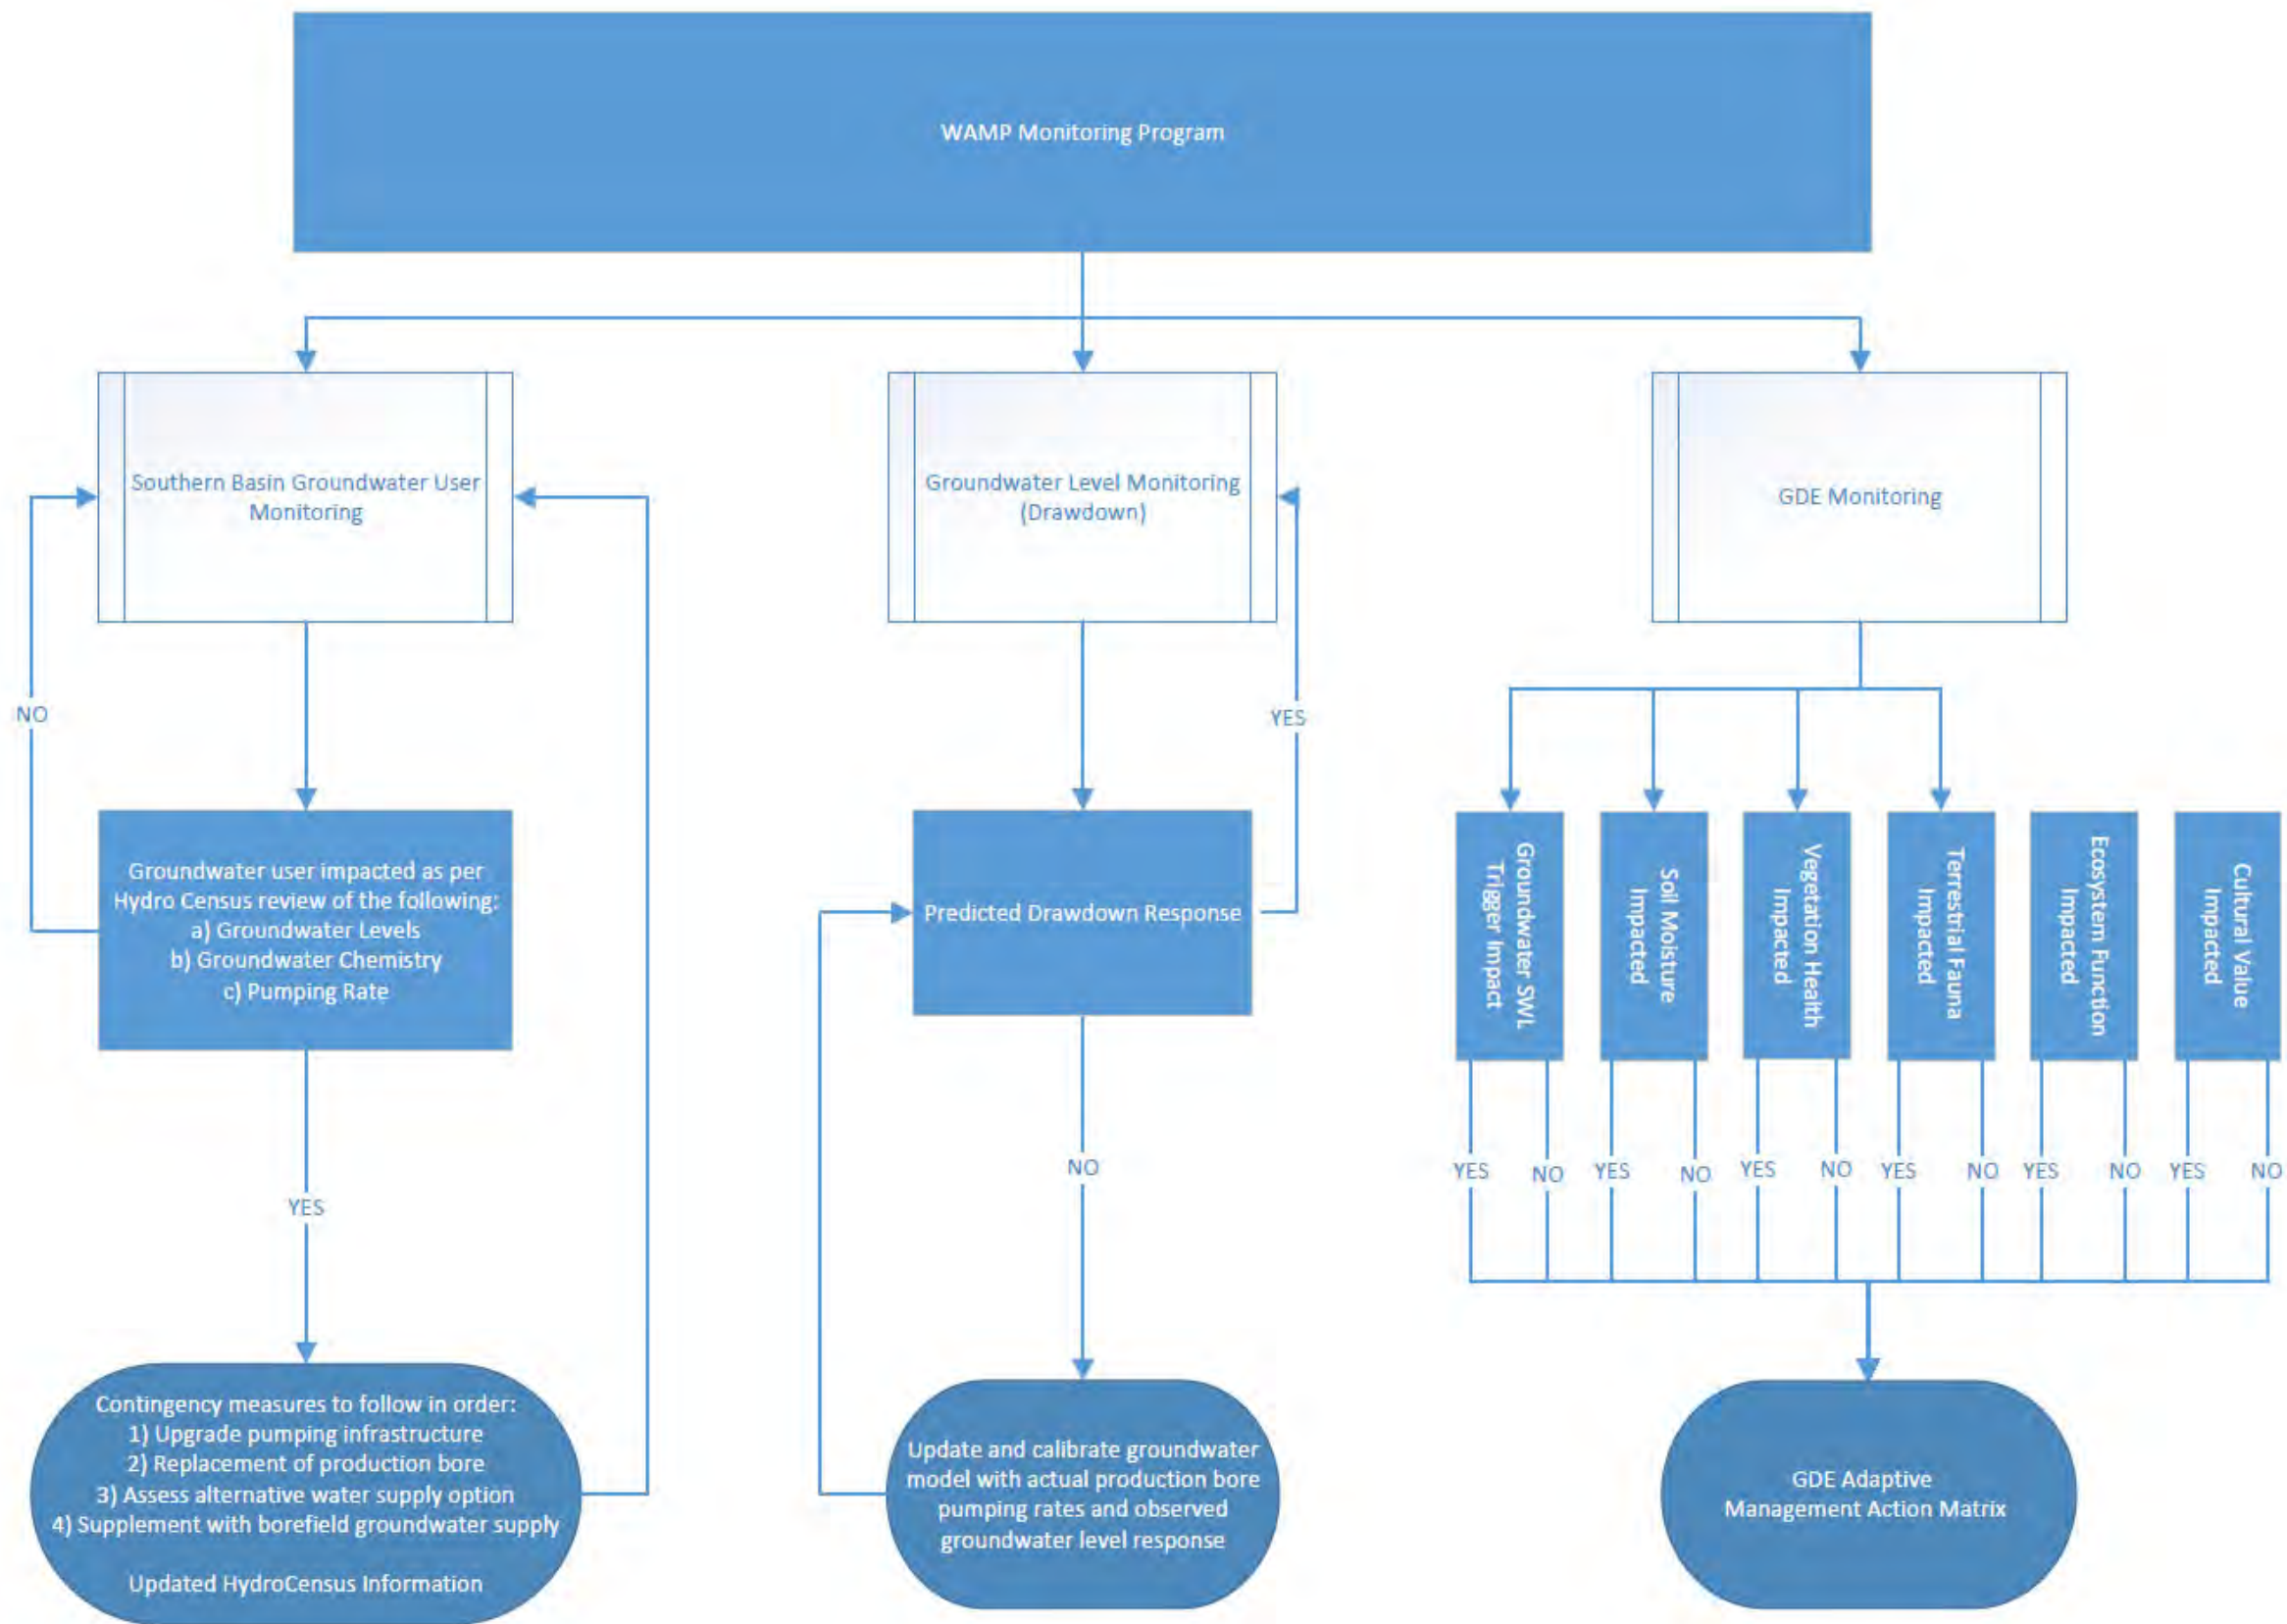 WAMP Monitoring Program
Southern Basin Groundwater User
Monitoring
Groundwater Level Monitoring
(Drawdown)
GDE Monitoring
NO
YES
Groundwater user impacted as per
Hydro Census review of the following:
a) Groundwater Levels
b) Groundwater Chemistry
c) Pumping Rate
Predicted Drawdown Response
Groundwater SWL
Trigger Impact
Soil Moisture
Impacted
Vegetation Health
Impacted
Terrestrial Fauna
Impacted
Ecosystem Function
Impacted
Cultural Value
Impacted
YES
NO
YES
NO
YES
NO
YES
NO
YES
NO
YES
NO
YES
NO
Contingency measures to follow in order:
1) Upgrade pumping infrastructure
2) Replacement of production bore
3) Assess alternative water supply option
4) Supplement with borefield groundwater supply
Updated HydroCensus Information
Update and calibrate groundwater
model with actual production bore
pumping rates and observed
groundwater level response
GDE Adaptive
Management Action Matrix